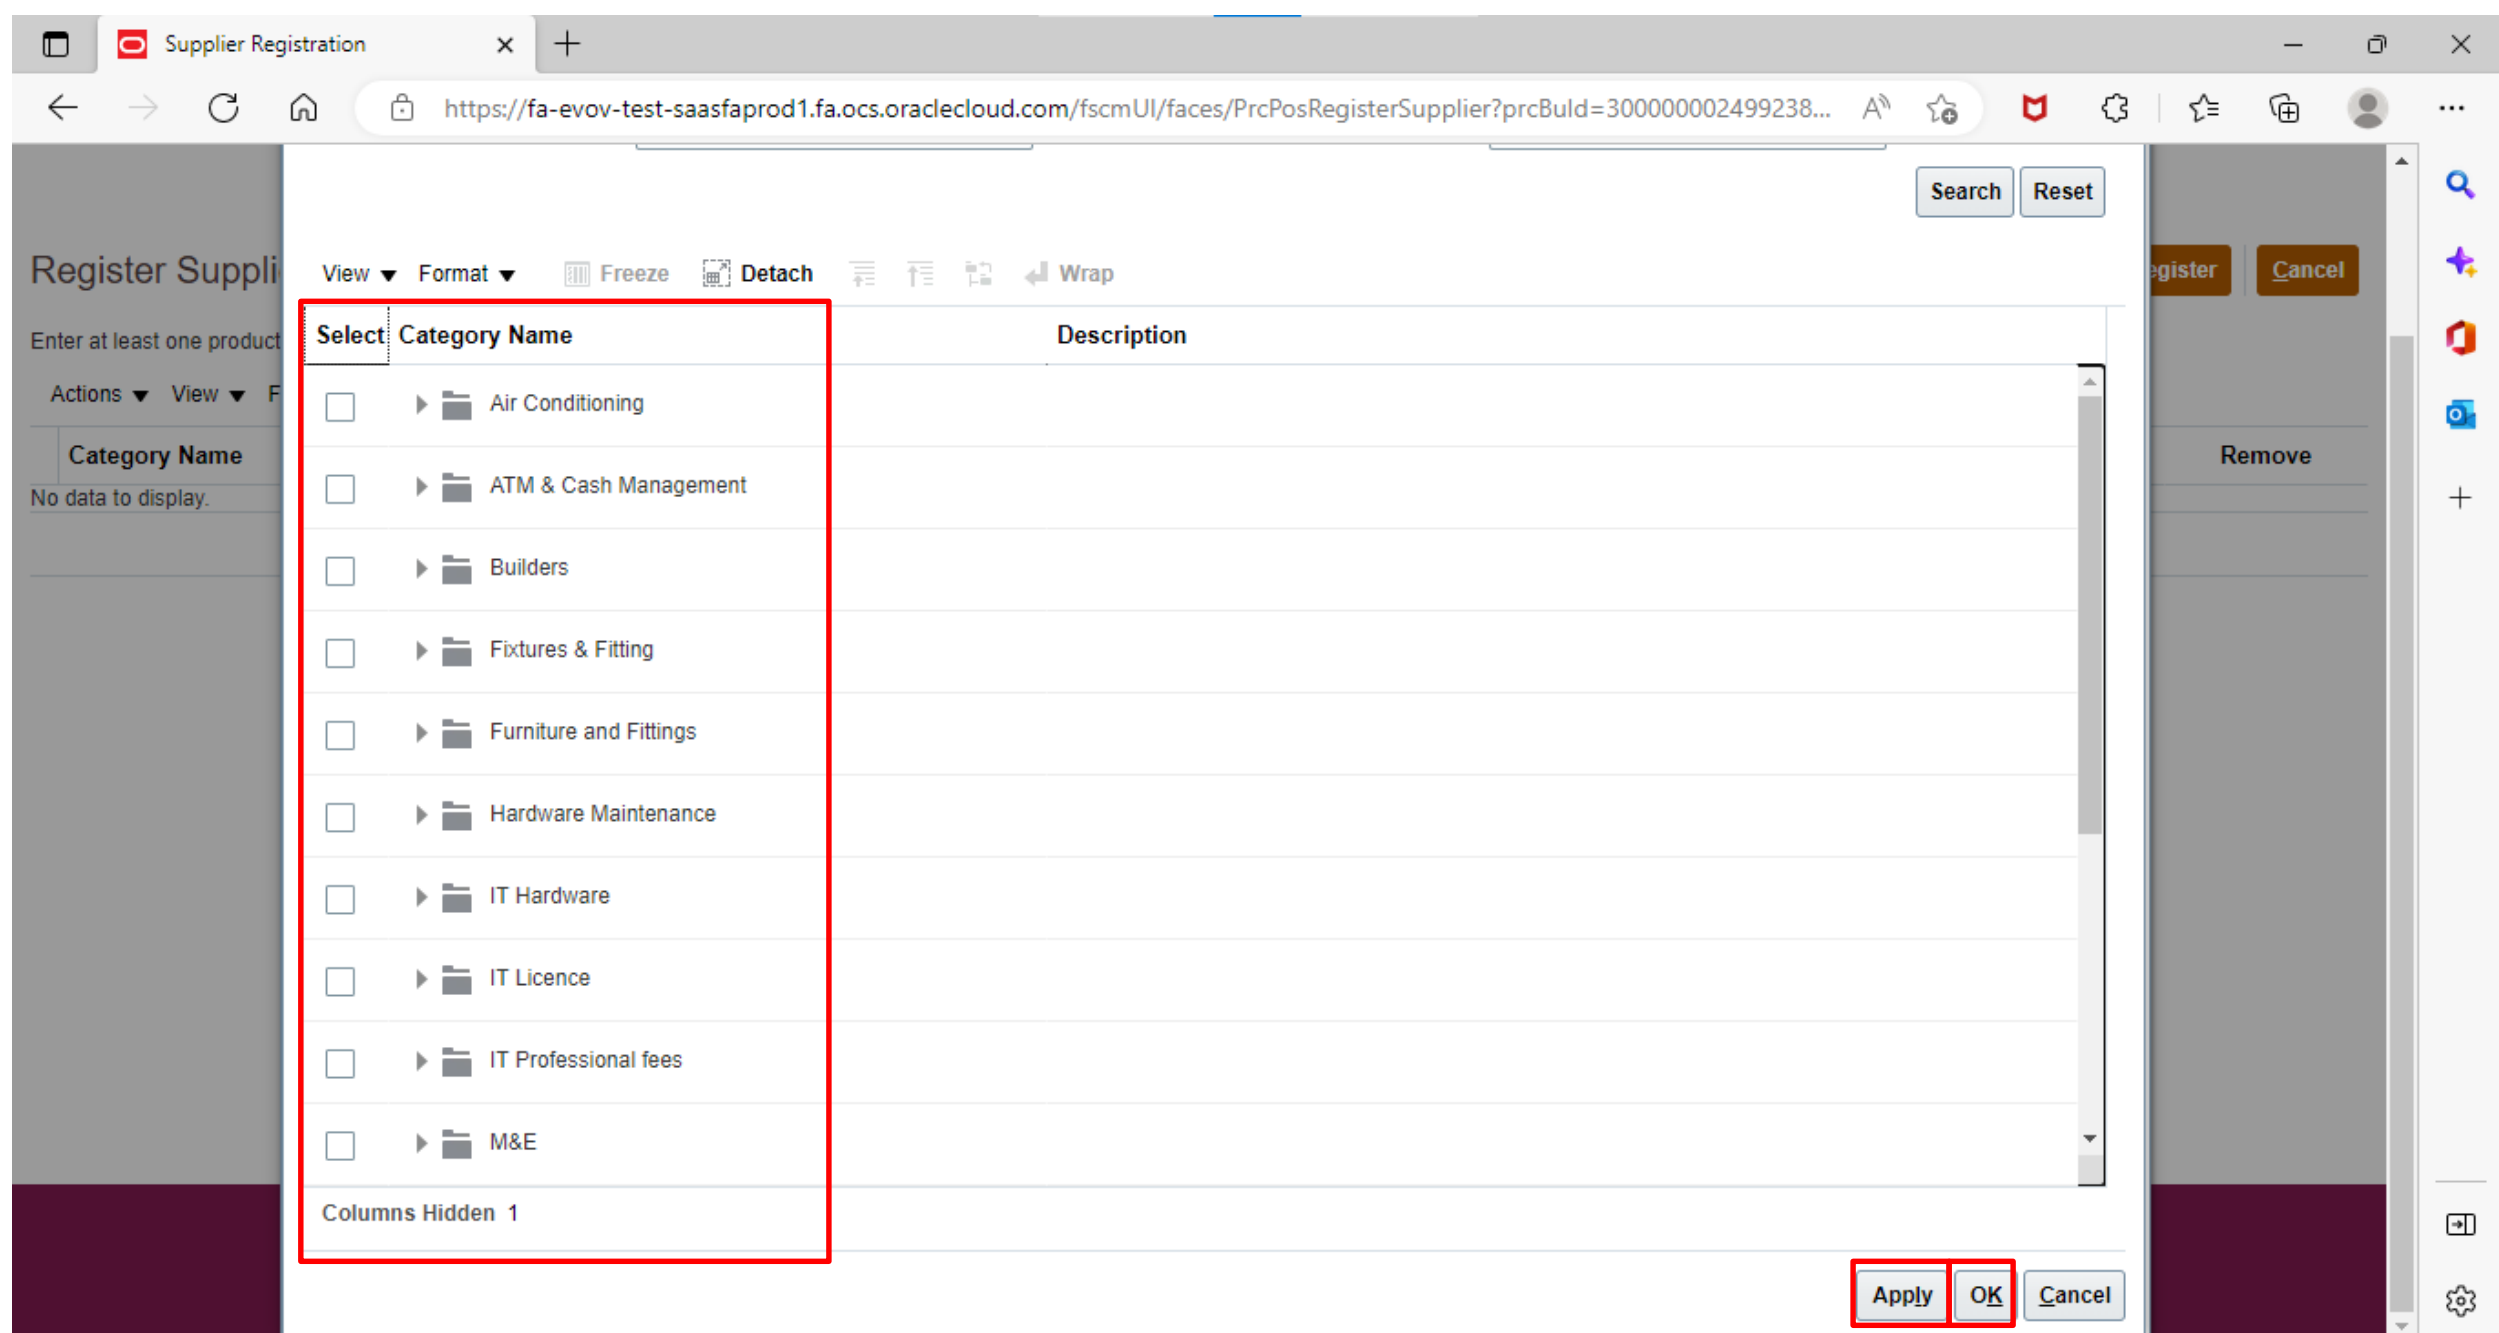 Supplier Registration
https://fa-evov-test-saasfaprod1.fa.ocs.oraclecloud.com/fscmUI/faces/PrcPosRegisterSupplier?prcBuId=300000002499238...
Search Reset
Register Suppli
View Format Freeze Detach Wrap
egister Cancel
Enter at least one product
Select Category Name Description
Actions View F
Air Conditioning
Category Name
Remove
No data to display.
ATM & Cash Management
Builders
Fixtures & Fitting
Furniture and Fittings
Hardware Maintenance
IT Hardware
IT Licence
IT Professional fees
M&E
Columns Hidden 1
Apply OK Cancel